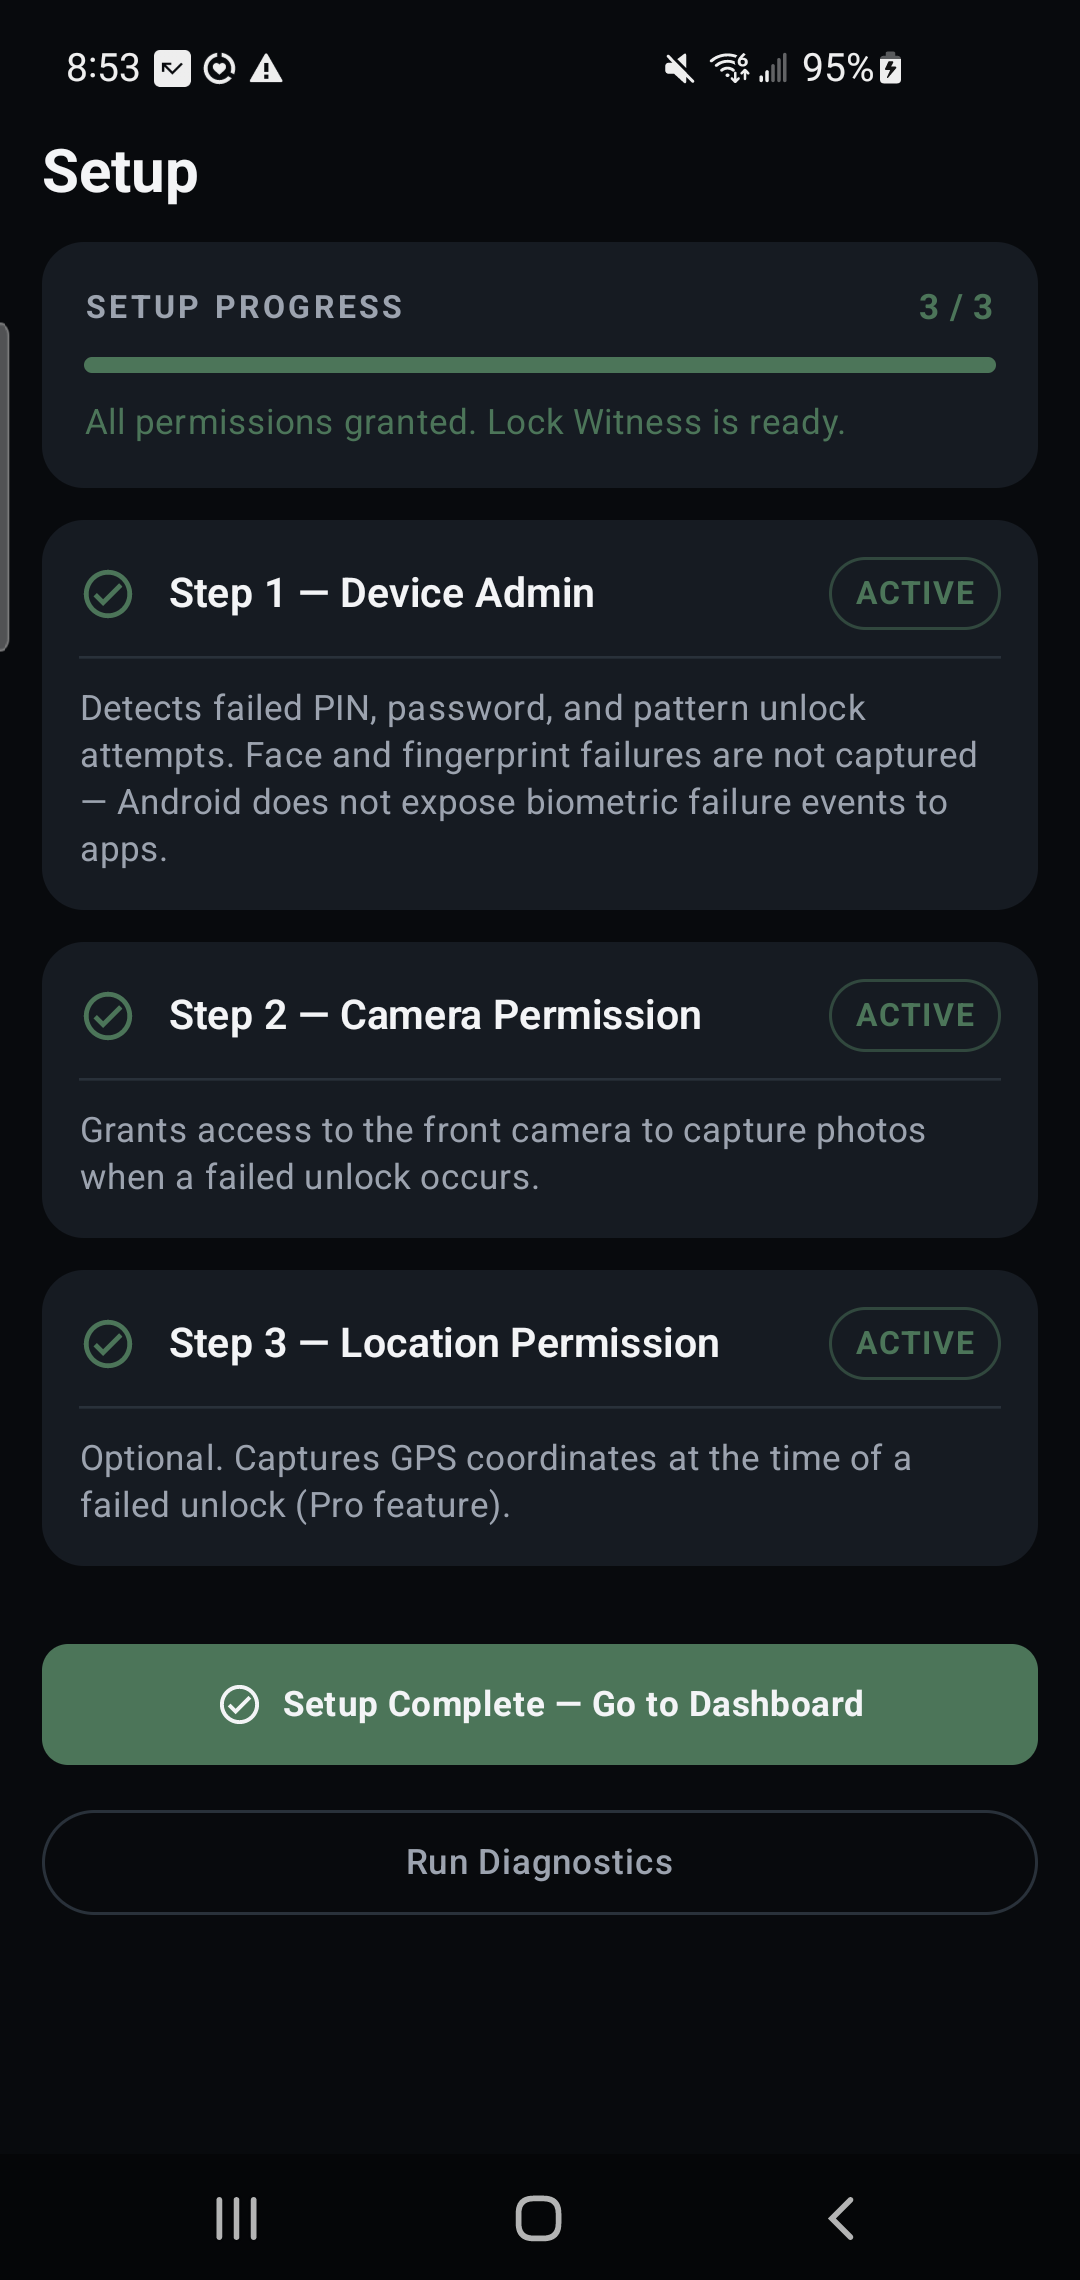 8:53
6
95%
Setup
SETUP PROGRESS
3 / 3
All permissions granted. Lock Witness is ready.
Step 1 — Device Admin
ACTIVE
Detects failed PIN, password, and pattern unlock
attempts. Face and fingerprint failures are not captured
— Android does not expose biometric failure events to
apps.
Step 2 — Camera Permission
ACTIVE
Grants access to the front camera to capture photos
when a failed unlock occurs.
Step 3 — Location Permission
ACTIVE
Optional. Captures GPS coordinates at the time of a
failed unlock (Pro feature).
Setup Complete — Go to Dashboard
Run Diagnostics